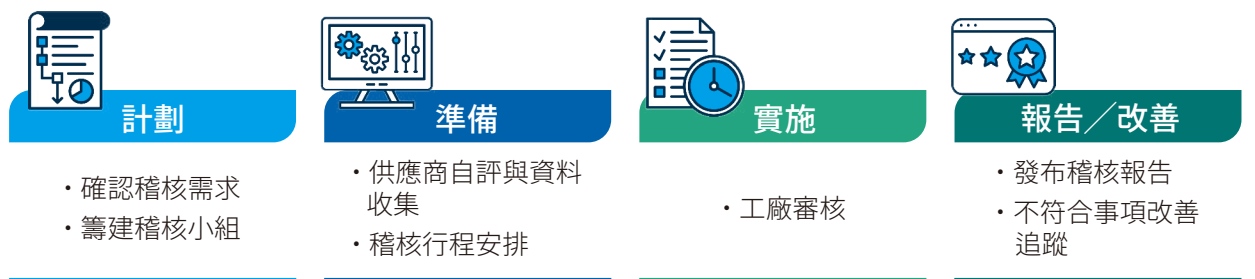 計劃
・確認稽核需求
・籌建稽核小組
準備
・供應商自評與資料
收集
・稽核行程安排
實施
・工廠審核
報告／改善
・發布稽核報告
・不符合事項改善
追蹤